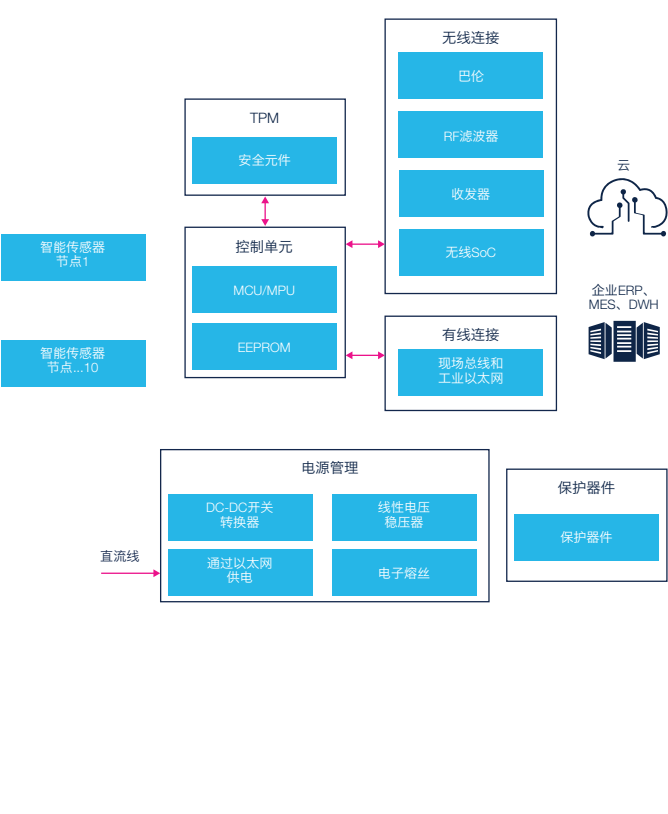 无线连接
巴伦
RF滤波器
收发器
无线SoC
TPM
安全元件
控制单元
MCU/MPU
EEPROM
智能传感器
节点1
智能传感器
节点...10
有线连接
现场总线和
工业以太网
云
企业ERP、
MES、DWH
电源管理
DC-DC开关
转换器
线性电压
稳压器
通过以太网
供电
电子熔丝
直流线
保护器件
保护器件